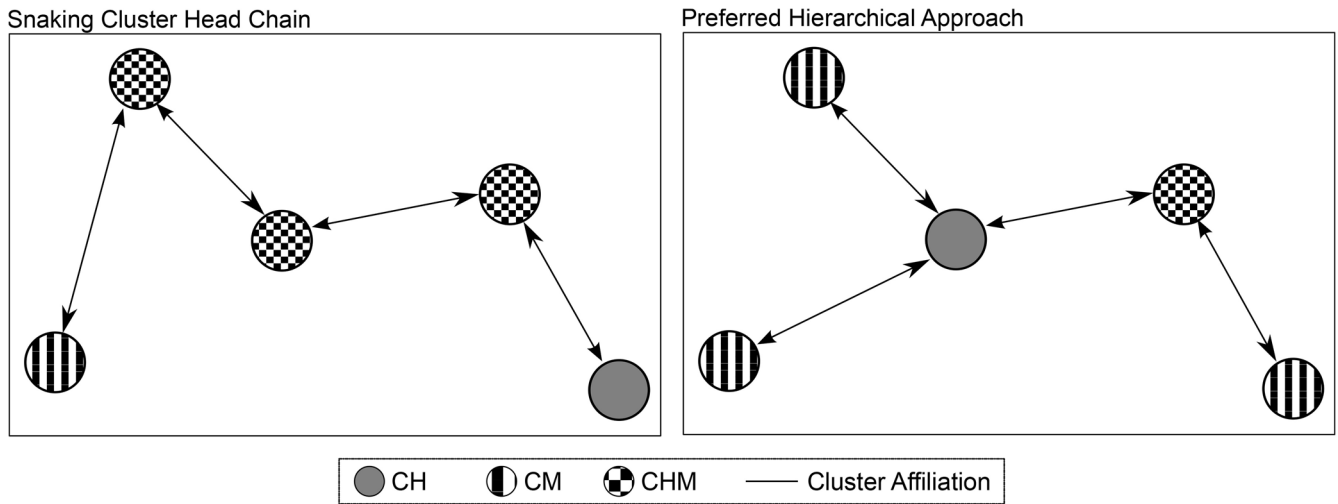 Snaking Cluster Head Chain
Preferred Hierarchical Approach
CH CM CHM Cluster Affiliation